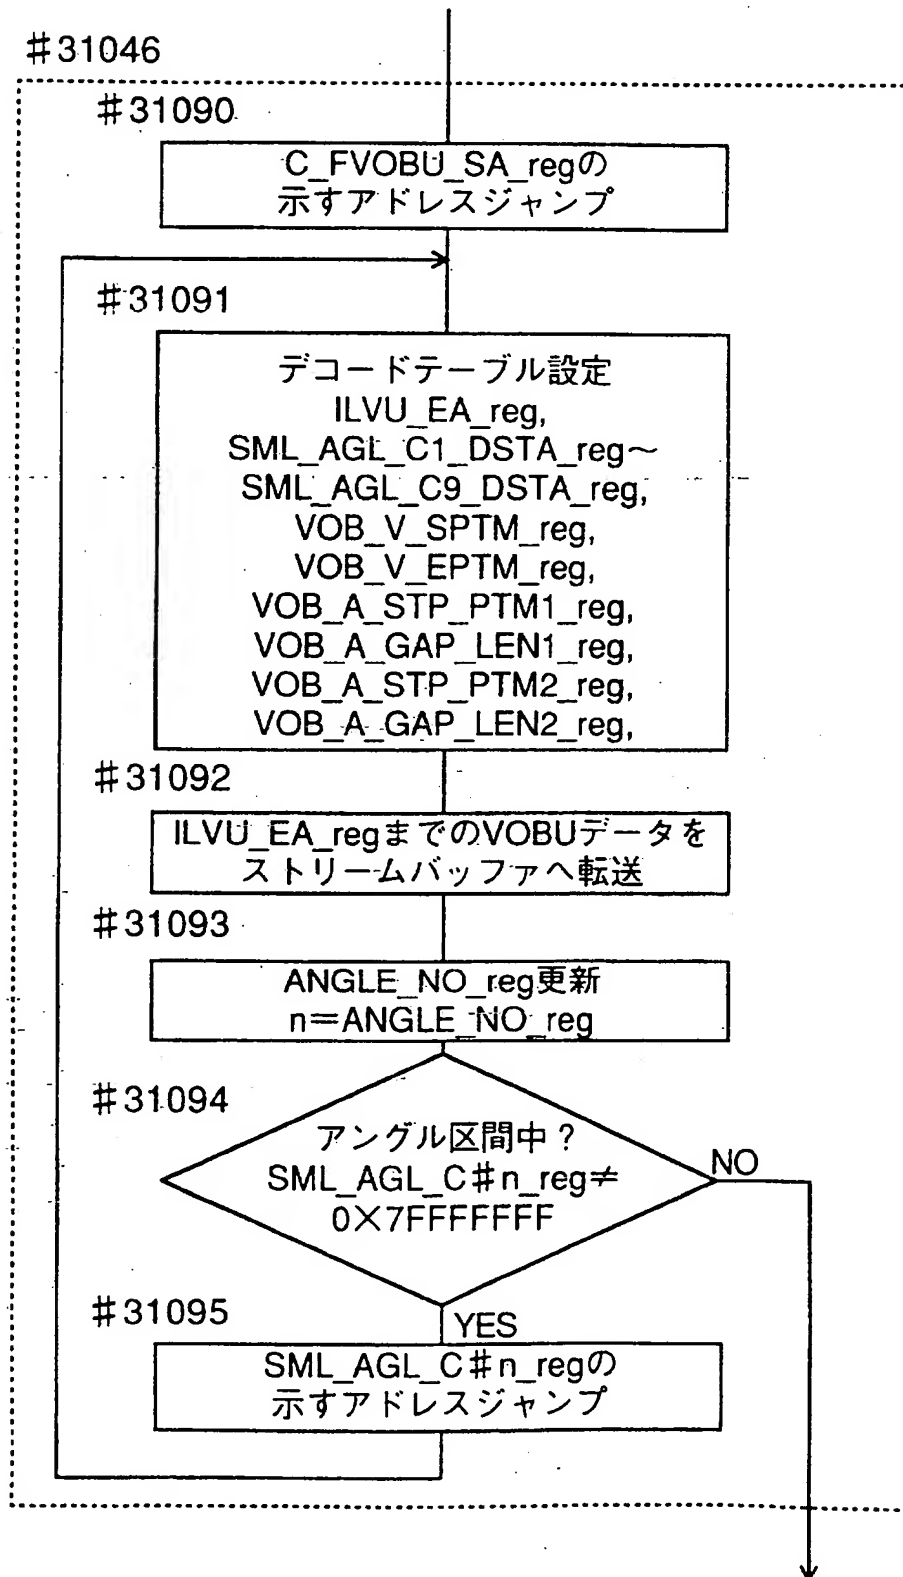 #31046
#31090
C_FVOBU_SA_regの
示すアドレスジャンプ
#31091
デコードテーブル設定
ILVU_EA_reg,
SML_AGL_C1_DSTA_reg~
SML_AGL_C9_DSTA_reg,
VOB_V_SPTM_reg,
VOB_V_EPTM_reg,
VOB_A_STP_PTM1_reg,
VOB_A_GAP_LEN1_reg,
VOB_A_STP_PTM2_reg,
VOB_A_GAP_LEN2_reg,
#31092
ILVU_EA_regまでのVOBUデータを
ストリームバッファへ転送
#31093
ANGLE_NO_reg更新
n=ANGLE_NO_reg
#31094
アングル区間中?
SML_AGL_C#n_reg≠
0×7FFFFFFF
NO
#31095
YES
SML_AGL_C#n_regの
示すアドレスジャンプ